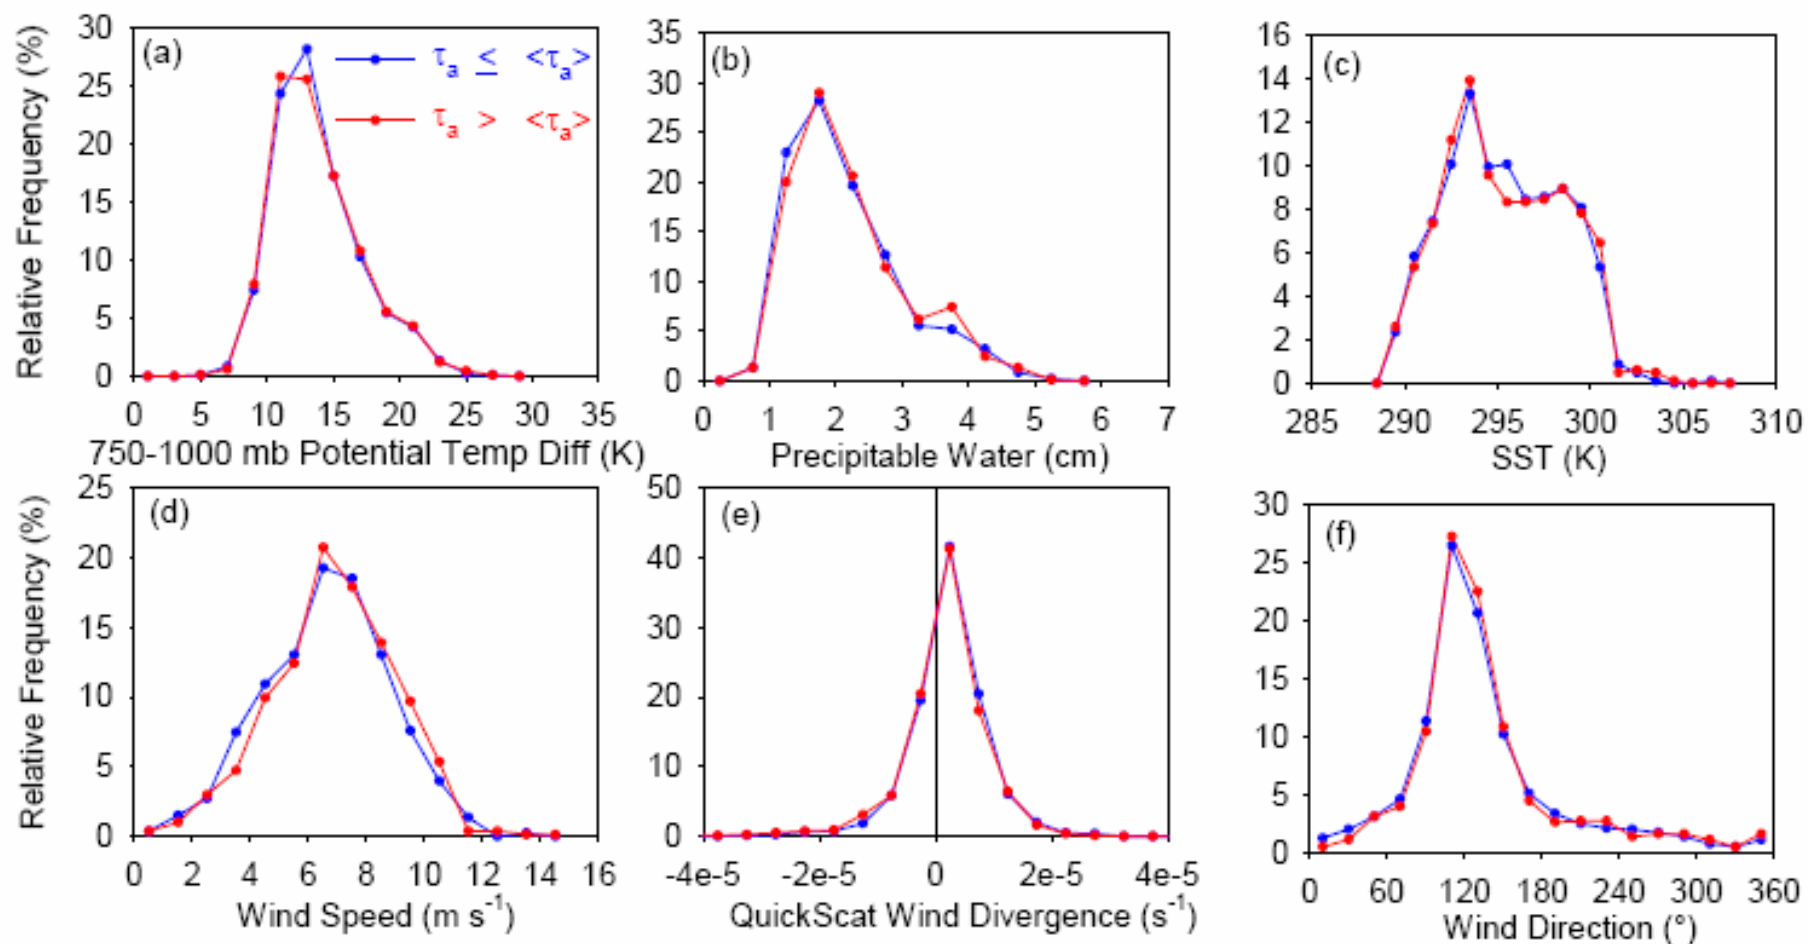 Relative Frequency (%)
30
25
20
15
10
5
0
(a)
τa ≤ <τa>
τa > <τa>
0 5 10 15 20 25 30 35
750-1000 mb Potential Temp Diff (K)
35
30
25
20
15
10
5
0
(b)
0 1 2 3 4 5 6 7
Precipitable Water (cm)
16
14
12
10
8
6
4
2
0
(c)
285 290 295 300 305 310
SST (K)
Relative Frequency (%)
25
20
15
10
5
0
(d)
0 2 4 6 8 10 12 14 16
Wind Speed (m s-1)
50
40
30
20
10
0
(e)
-4e-5 -2e-5 0 2e-5 4e-5
QuickScat Wind Divergence (s-1)
30
25
20
15
10
5
0
(f)
0 60 120 180 240 300 360
Wind Direction (°)